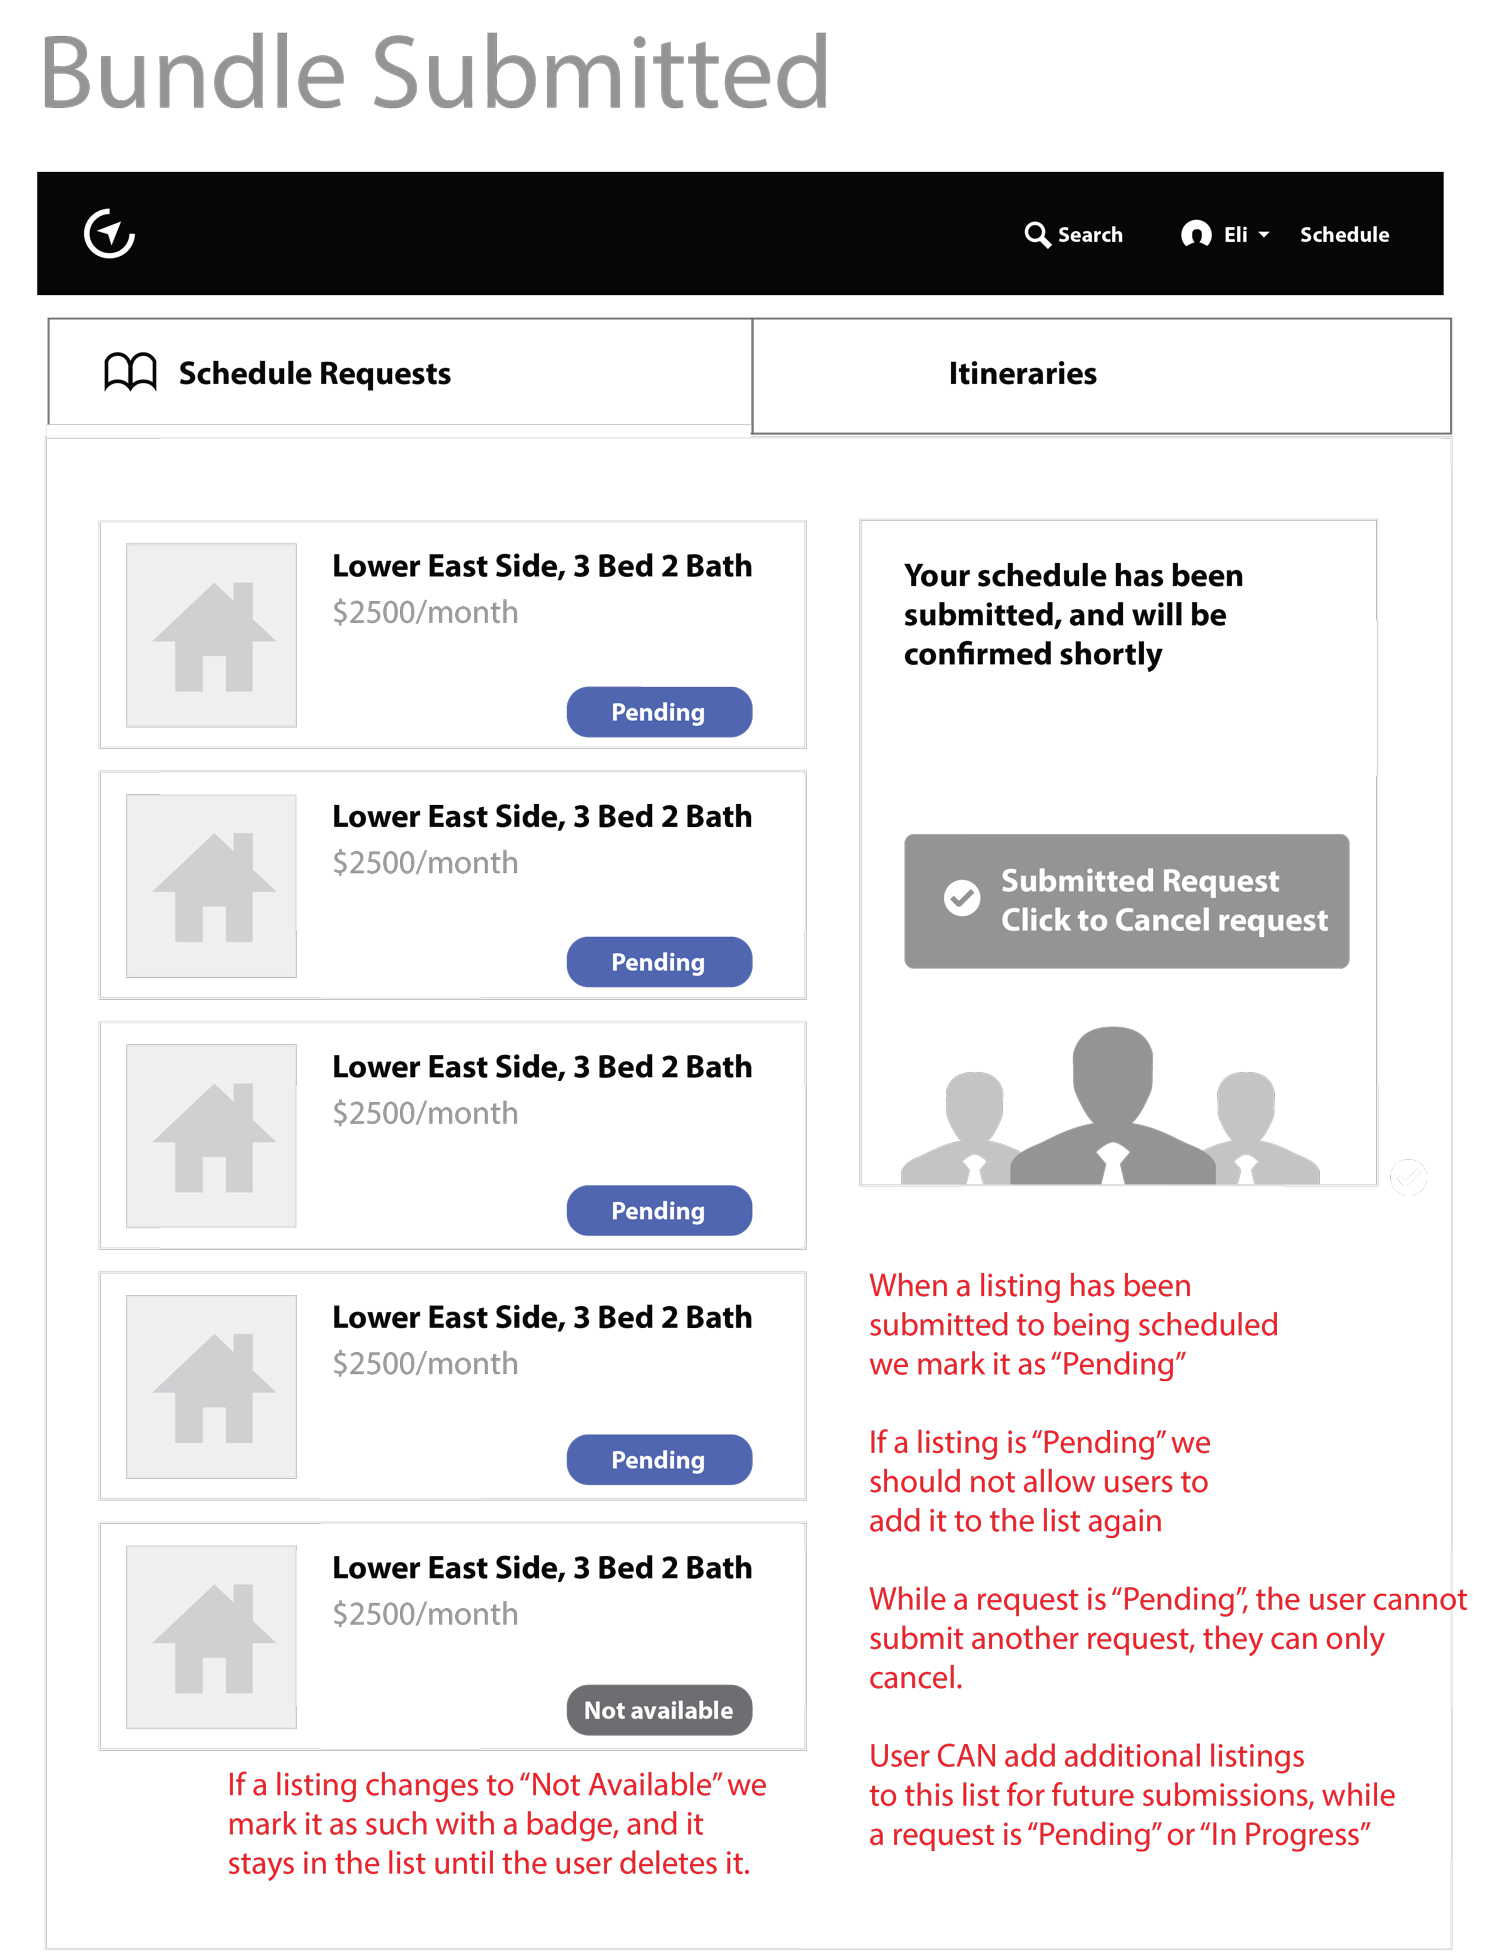 Bundle Submitted
Search
Eli
Schedule
Schedule Requests
Itineraries
Lower East Side, 3 Bed 2 Bath
$2500/month
Pending
Lower East Side, 3 Bed 2 Bath
$2500/month
Pending
Lower East Side, 3 Bed 2 Bath
$2500/month
Pending
Lower East Side, 3 Bed 2 Bath
$2500/month
Pending
Lower East Side, 3 Bed 2 Bath
$2500/month
Not available
If a listing changes to “Not Available” we
mark it as such with a badge, and it
stays in the list until the user deletes it.
Your schedule has been
submitted, and will be
confirmed shortly
Submitted Request
Click to Cancel request
When a listing has been
submitted to being scheduled
we mark it as “Pending”
If a listing is “Pending” we
should not allow users to
add it to the list again
While a request is “Pending”, the user cannot
submit another request, they can only
cancel.
User CAN add additional listings
to this list for future submissions, while
a request is “Pending” or “In Progress”